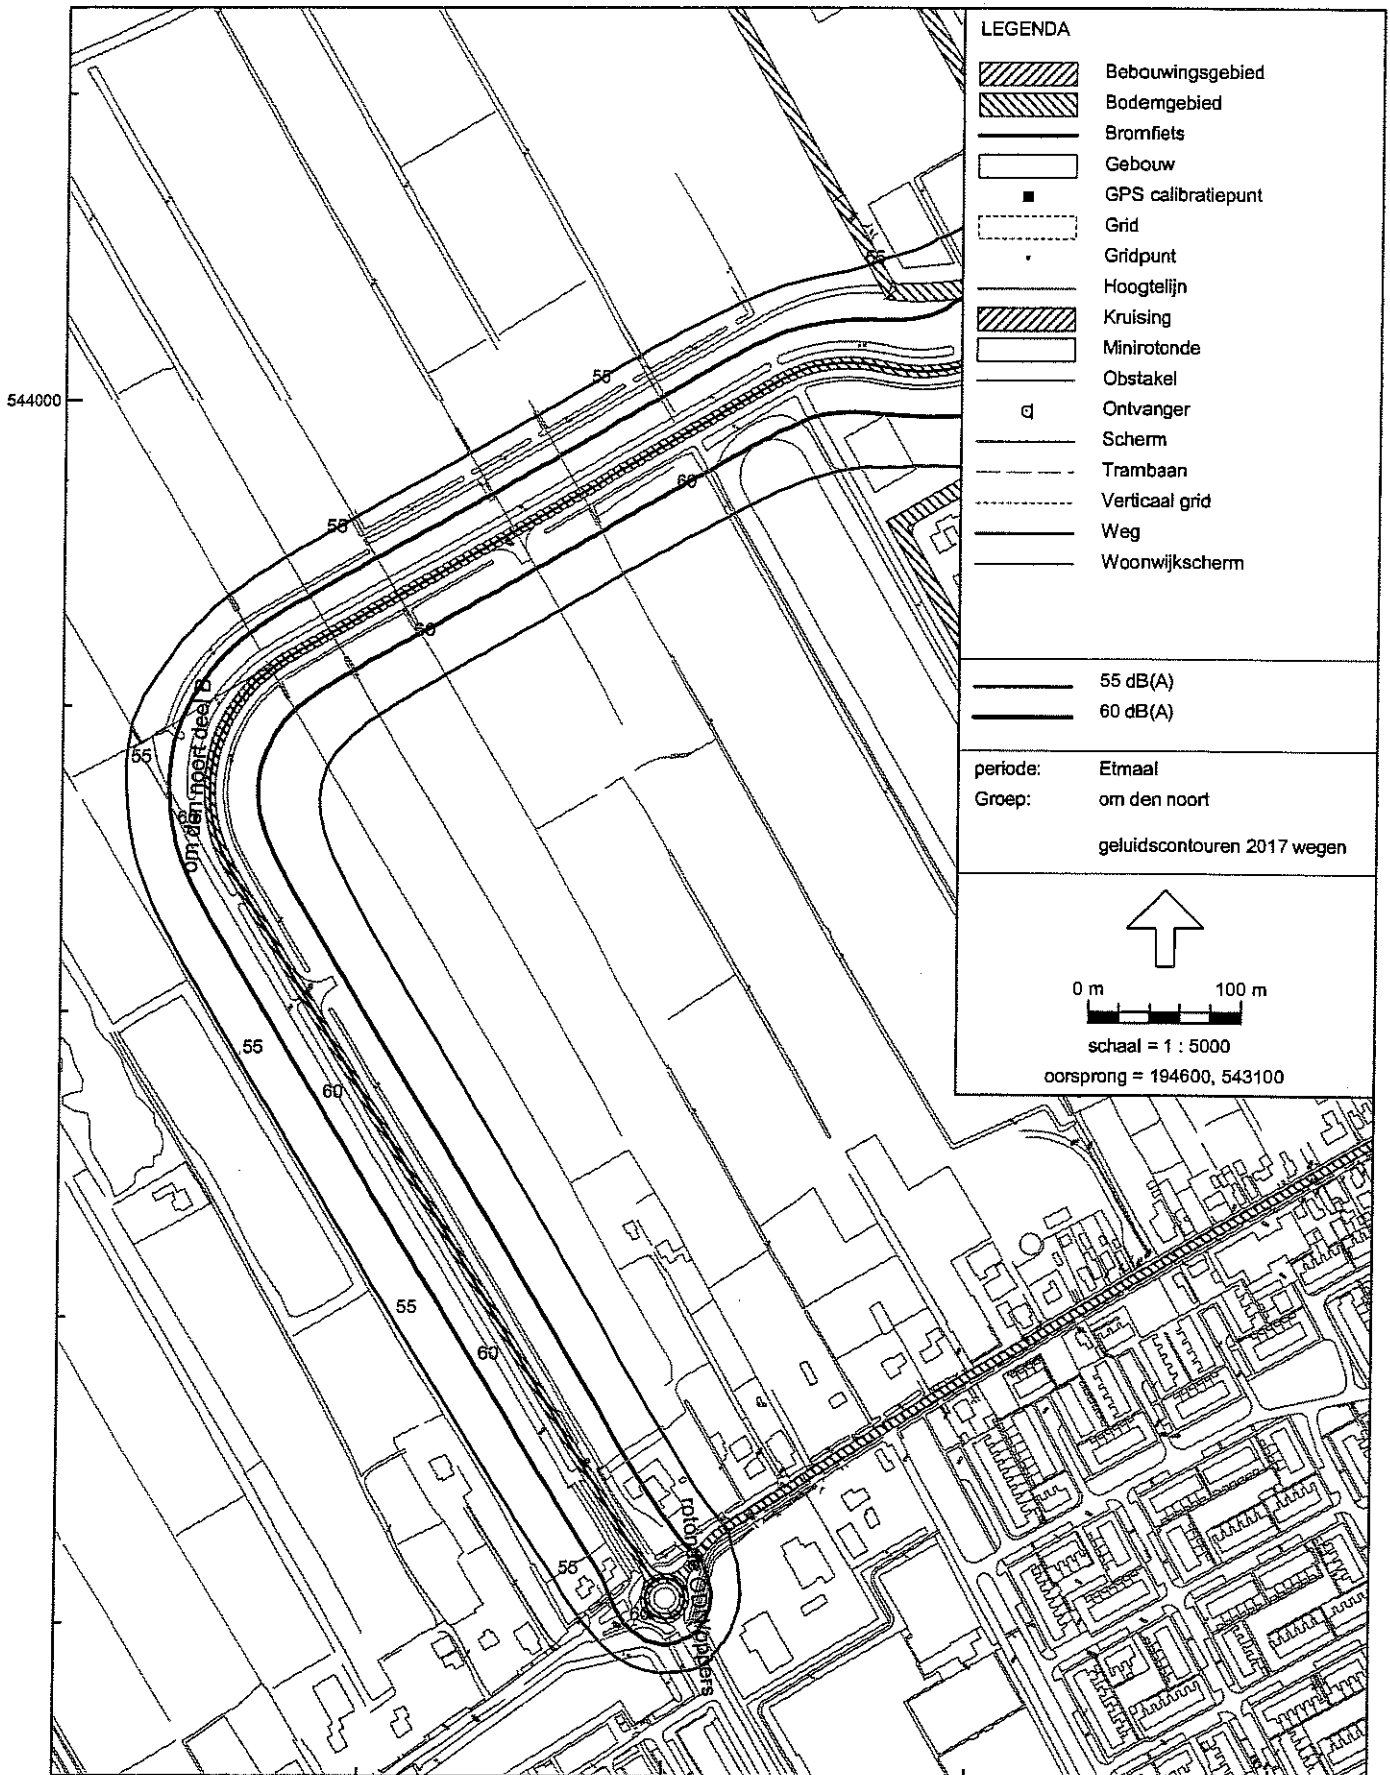 LEGENDA
Bebouwingsgebied
Bodemgebied
Bromfiets
Gebouw
GPS calibratiepunt
Grid
Gridpunt
Hoogtelijn
Kruising
Minirotonde
Obstakel
Ontvanger
Scherm
Trambaan
Verticaal grid
Weg
Woonwijkscherm
55 dB(A)
60 dB(A)
periode: Etmaal
Groep: om den noort
geluidscontouren 2017 wegen
0 m 100 m
schaal = 1 : 5000
oorsprong = 194600, 543100
544000
55
60
55
60
om den noort deel B
55
55
60
55
60
55